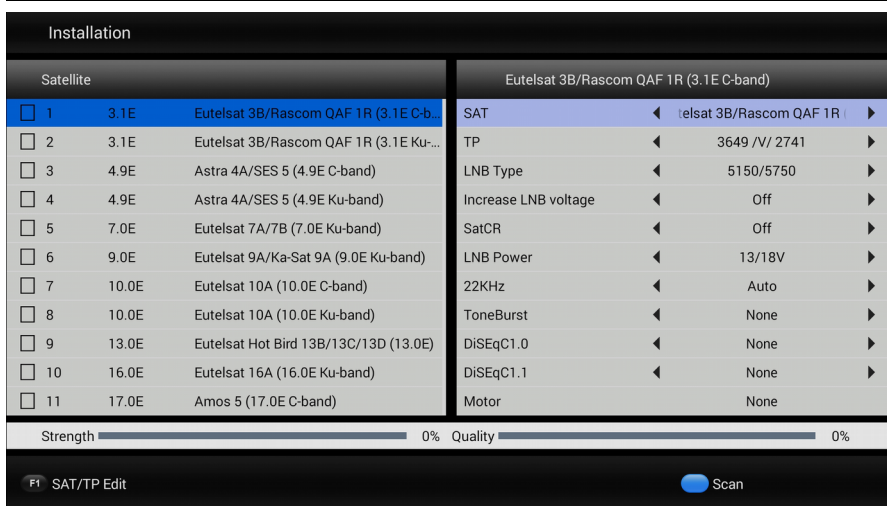 Installation
Satellite
Eutelsat 3B/Rascom QAF 1R (3.1E C-band)
1 3.1E Eutelsat 3B/Rascom QAF 1R (3.1E C-b...
SAT telsat 3B/Rascom QAF 1R (
2 3.1E Eutelsat 3B/Rascom QAF 1R (3.1E Ku-...
TP 3649 /V/ 2741
3 4.9E Astra 4A/SES 5 (4.9E C-band)
LNB Type 5150/5750
4 4.9E Astra 4A/SES 5 (4.9E Ku-band)
Increase LNB voltage Off
5 7.0E Eutelsat 7A/7B (7.0E Ku-band)
SatCR Off
6 9.0E Eutelsat 9A/Ka-Sat 9A (9.0E Ku-band)
LNB Power 13/18V
7 10.0E Eutelsat 10A (10.0E C-band)
22KHz Auto
8 10.0E Eutelsat 10A (10.0E Ku-band)
ToneBurst None
9 13.0E Eutelsat Hot Bird 13B/13C/13D (13.0E)
DiSEqC1.0 None
10 16.0E Eutelsat 16A (16.0E Ku-band)
DiSEqC1.1 None
11 17.0E Amos 5 (17.0E C-band)
Motor None
Strength 0% Quality 0%
F1 SAT/TP Edit
Scan